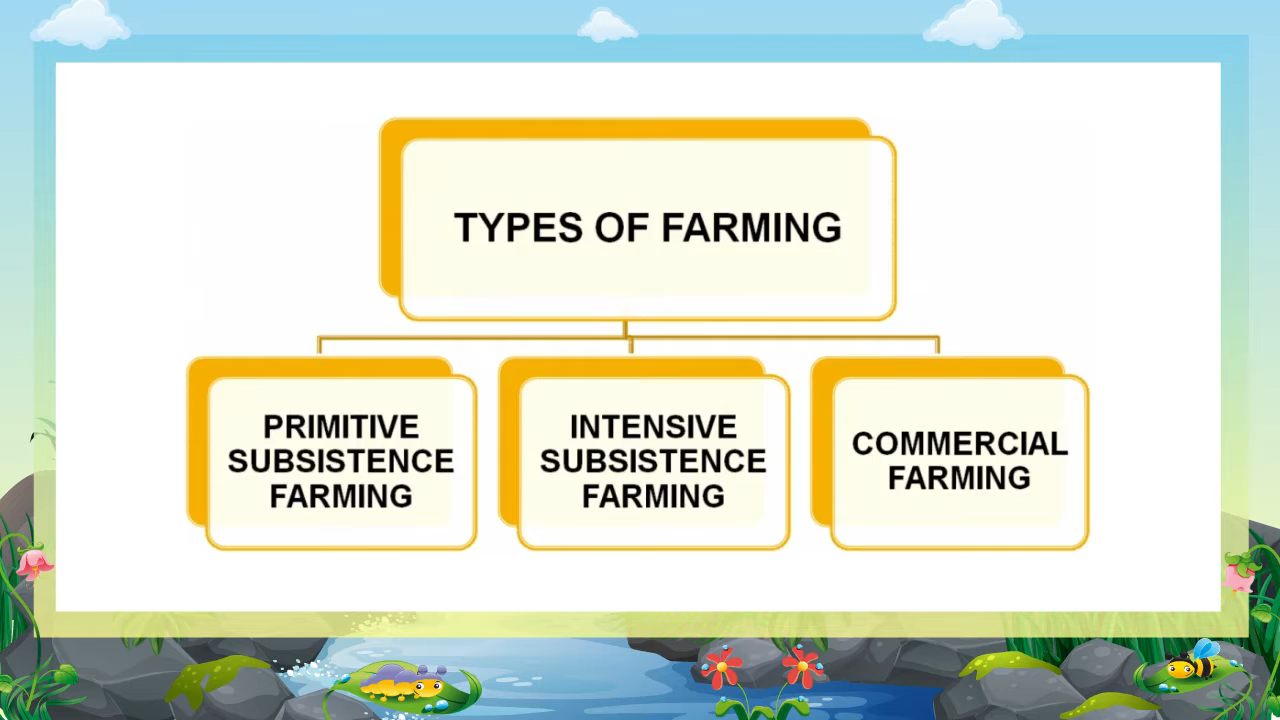 TYPES OF FARMING
PRIMITIVE
SUBSISTENCE
FARMING
INTENSIVE
SUBSISTENCE
FARMING
COMMERCIAL
FARMING